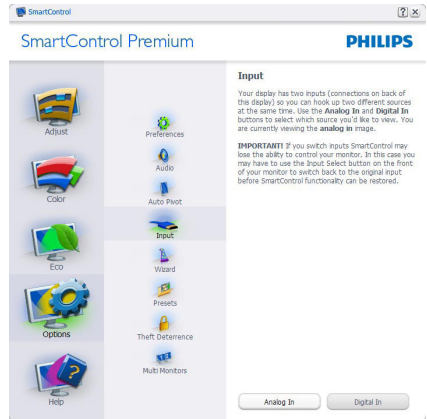 SmartControl
SmartControl Premium
PHILIPS
Adjust
Color
Eco
Options
Help
Preferences
Audio
Auto Pivot
Input
Wizard
Presets
Theft Deterrence
Multi Monitors
Input
Your display has two inputs (connections on back of
this display) so you can hook up two different sources
at the same time. Use the Analog In and Digital In
buttons to select which source you'd like to view. You
are currently viewing the analog in image.
IMPORTANT! If you switch inputs SmartControl may
lose the ability to control your monitor. In this case you
may have to use the Input Select button on the front
of your monitor to switch back to the original input
before SmartControl functionality can be restored.
Analog In
Digital In